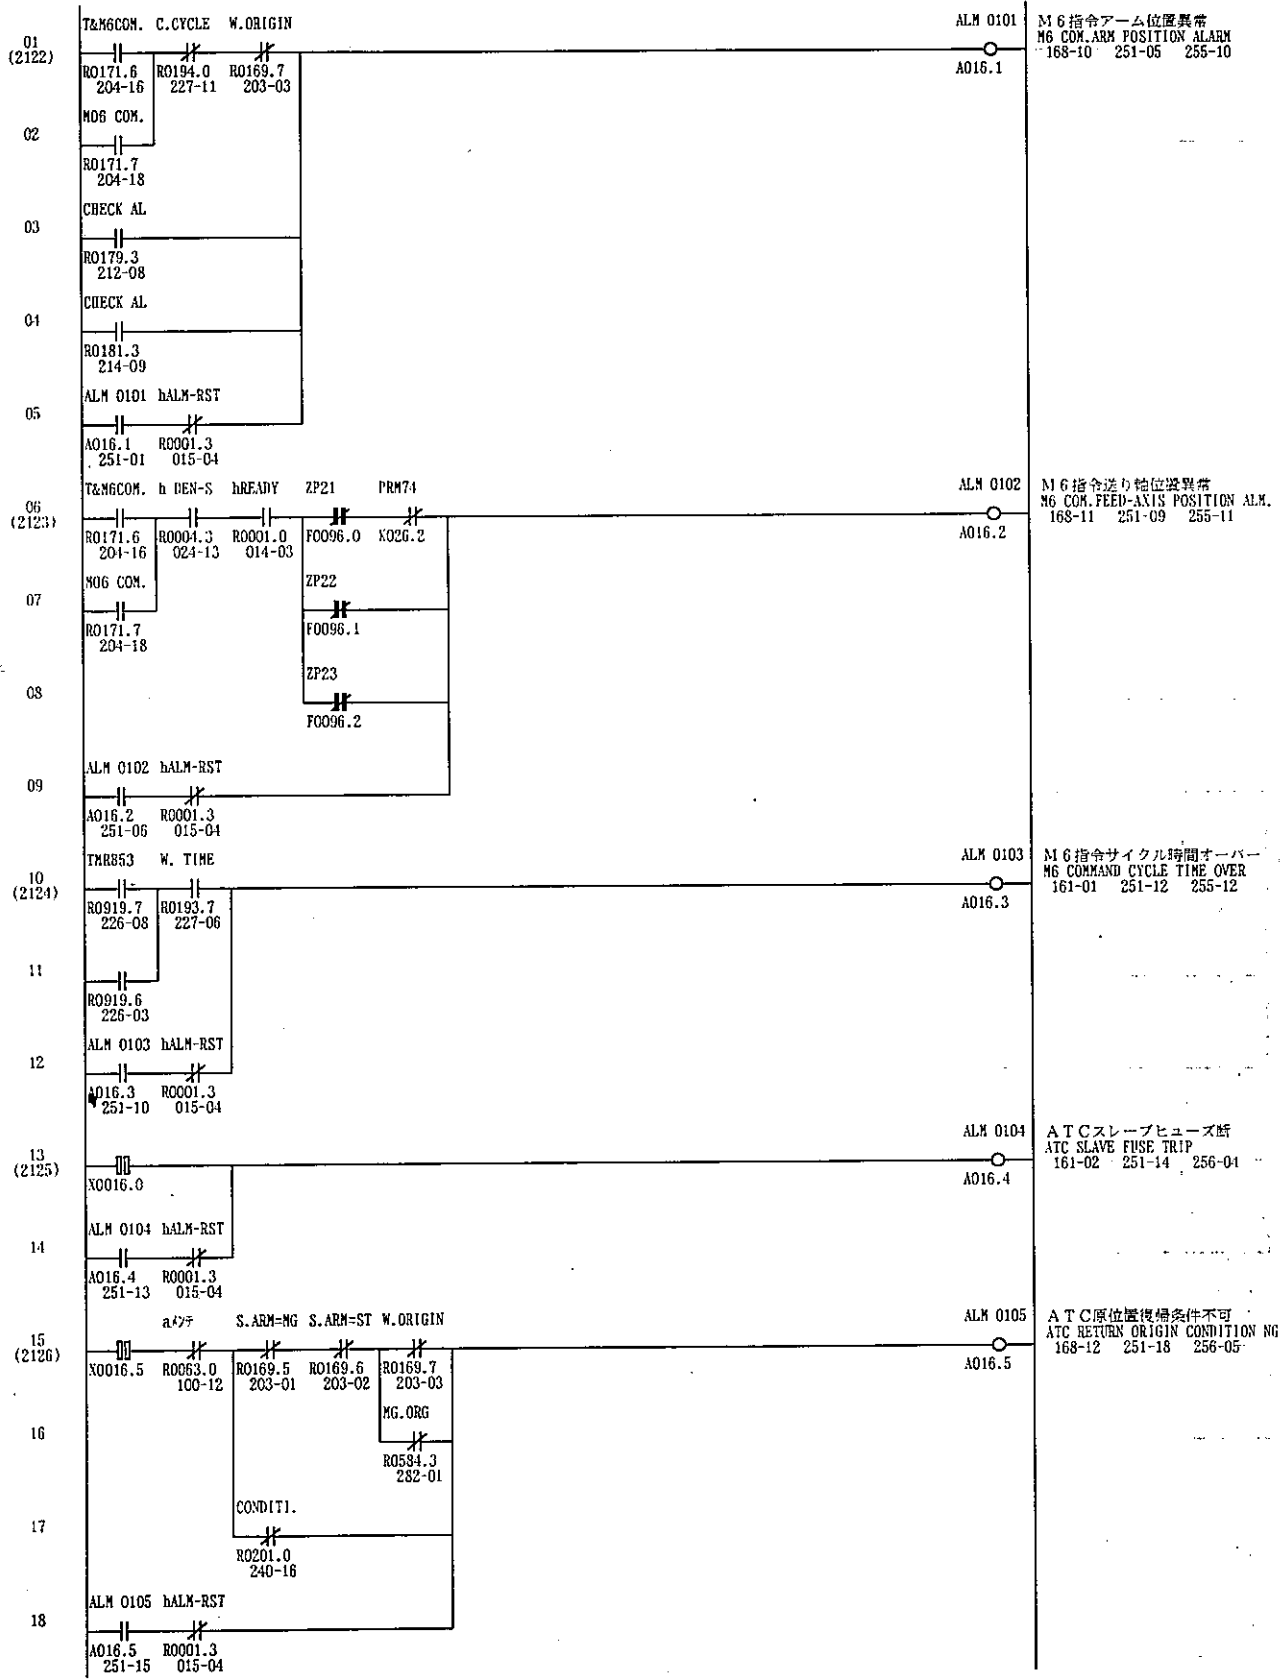 T&M6COM. C.CYCLE W.ORIGIN ALM 0101 M6指令アーム位置異常
01 M6 COM.ARM POSITION ALARM
(2122) 168-10 251-05 255-10
R0171.6 R0194.0 R0169.7 A016.1
204-16 227-11 203-03
M06 COM.
02
R0171.7
204-18
CHECK AL
03
R0179.3
212-08
CHECK AL
04
R0181.3
214-09
ALM 0101 hALM-RST
05
A016.1 R0001.3
251-01 015-04
T&M6COM. h DEN-S hREADY ZP21 PRM74 ALM 0102 M6指令送り軸位置異常
06 M6 COM.FEED-AXIS POSITION ALM.
(2123) 168-11 251-09 255-11
R0171.6 R0004.3 R0001.0 F0096.0 K026.2 A016.2
204-16 024-13 014-03
M06 COM. ZP22
07
R0171.7 F0096.1
204-18
ZP23
08
F0096.2
ALM 0102 hALM-RST
09
A016.2 R0001.3
251-06 015-04
TMR853 W. TIME ALM 0103 M6指令サイクル時間オーバー
10 M6 COMMAND CYCLE TIME OVER
(2124) 161-01 251-12 255-12
R0919.7 R0193.7 A016.3
226-08 227-06
11
R0919.6
226-03
ALM 0103 hALM-RST
12
A016.3 R0001.3
251-10 015-04
ALM 0104 ATCスレーブヒューズ断
13 ATC SLAVE FUSE TRIP
(2125) 161-02 251-14 256-04
X0016.0 A016.4
ALM 0104 hALM-RST
14
A016.4 R0001.3
251-13 015-04
aメンテ S.ARM=MG S.ARM=ST W.ORIGIN ALM 0105 ATC原位置復帰条件不可
15 ATC RETURN ORIGIN CONDITION NG
(2126) 168-12 251-18 256-05
X0016.5 R0063.0 R0169.5 R0169.6 R0169.7 A016.5
100-12 203-01 203-02 203-03
MG.ORG
16
R0584.3
282-01
CONDITI.
17
R0201.0
240-16
ALM 0105 hALM-RST
18
A016.5 R0001.3
251-15 015-04